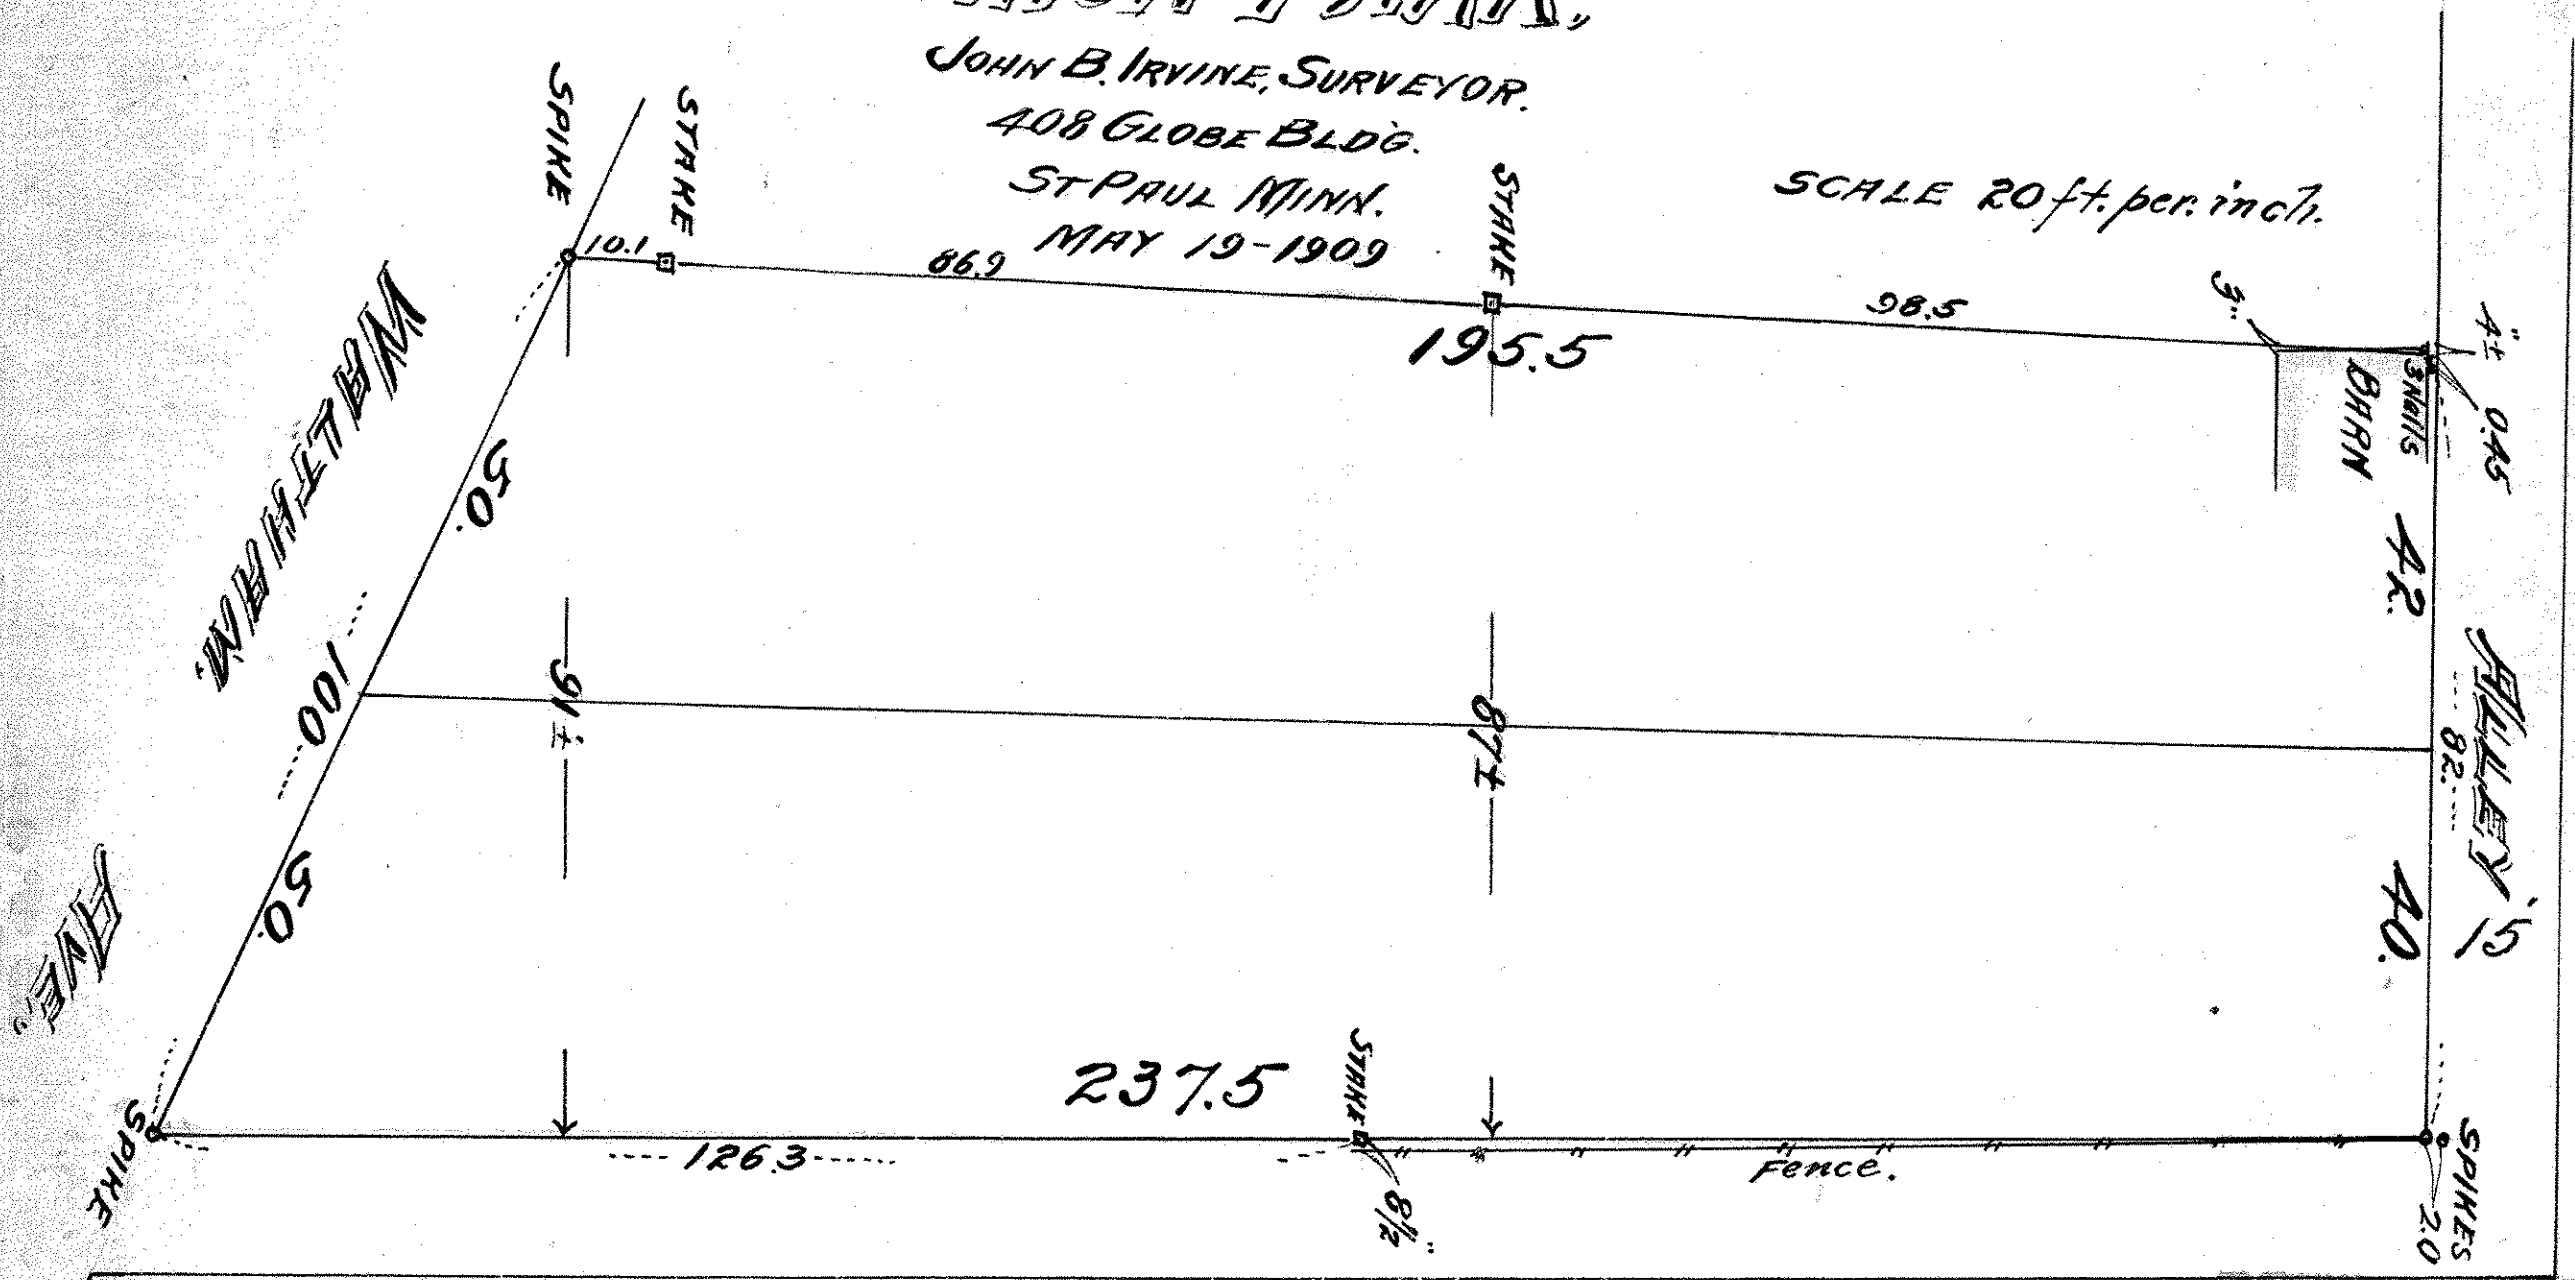 JOHN B. IRVINE, SURVEYOR.
408 GLOBE BLD'G.
ST PAUL MINN.
MAY 19-1909
SCALE 20 ft. per. inch.
SPIKE
STAKE
STAKE
10.1
86.9
98.5
195.5
3"
4"±
0.45
3 Nails
BARN
WALTHAM.
AVE.,
50.
100
50.
91±
87±
42.
82.
40.
ALLEY
15'
237.5
126.3
STAKE
8½"
Fence.
SPIKE
SPIKES
2.0